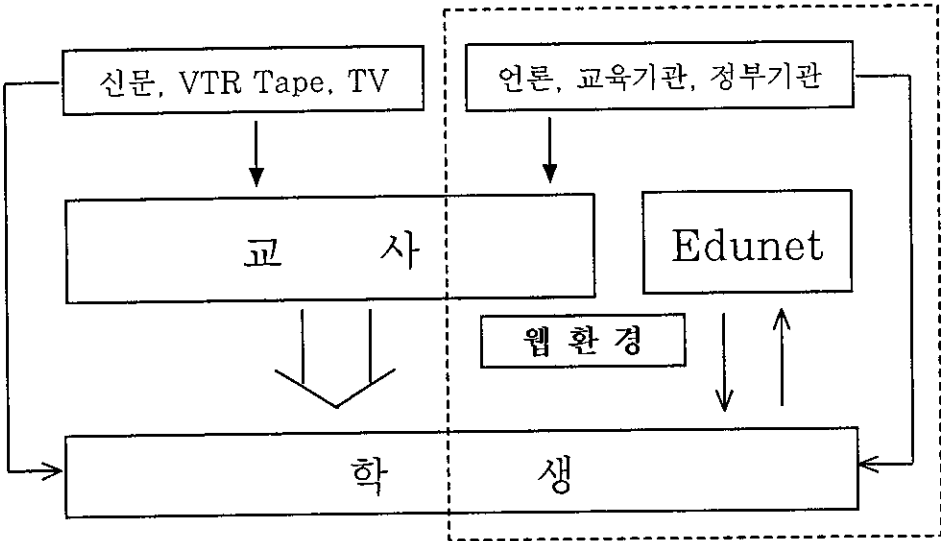 신문, VTR Tape, TV
언론, 교육기관, 정부기관
교 사
Edunet
웹 환 경
학 생